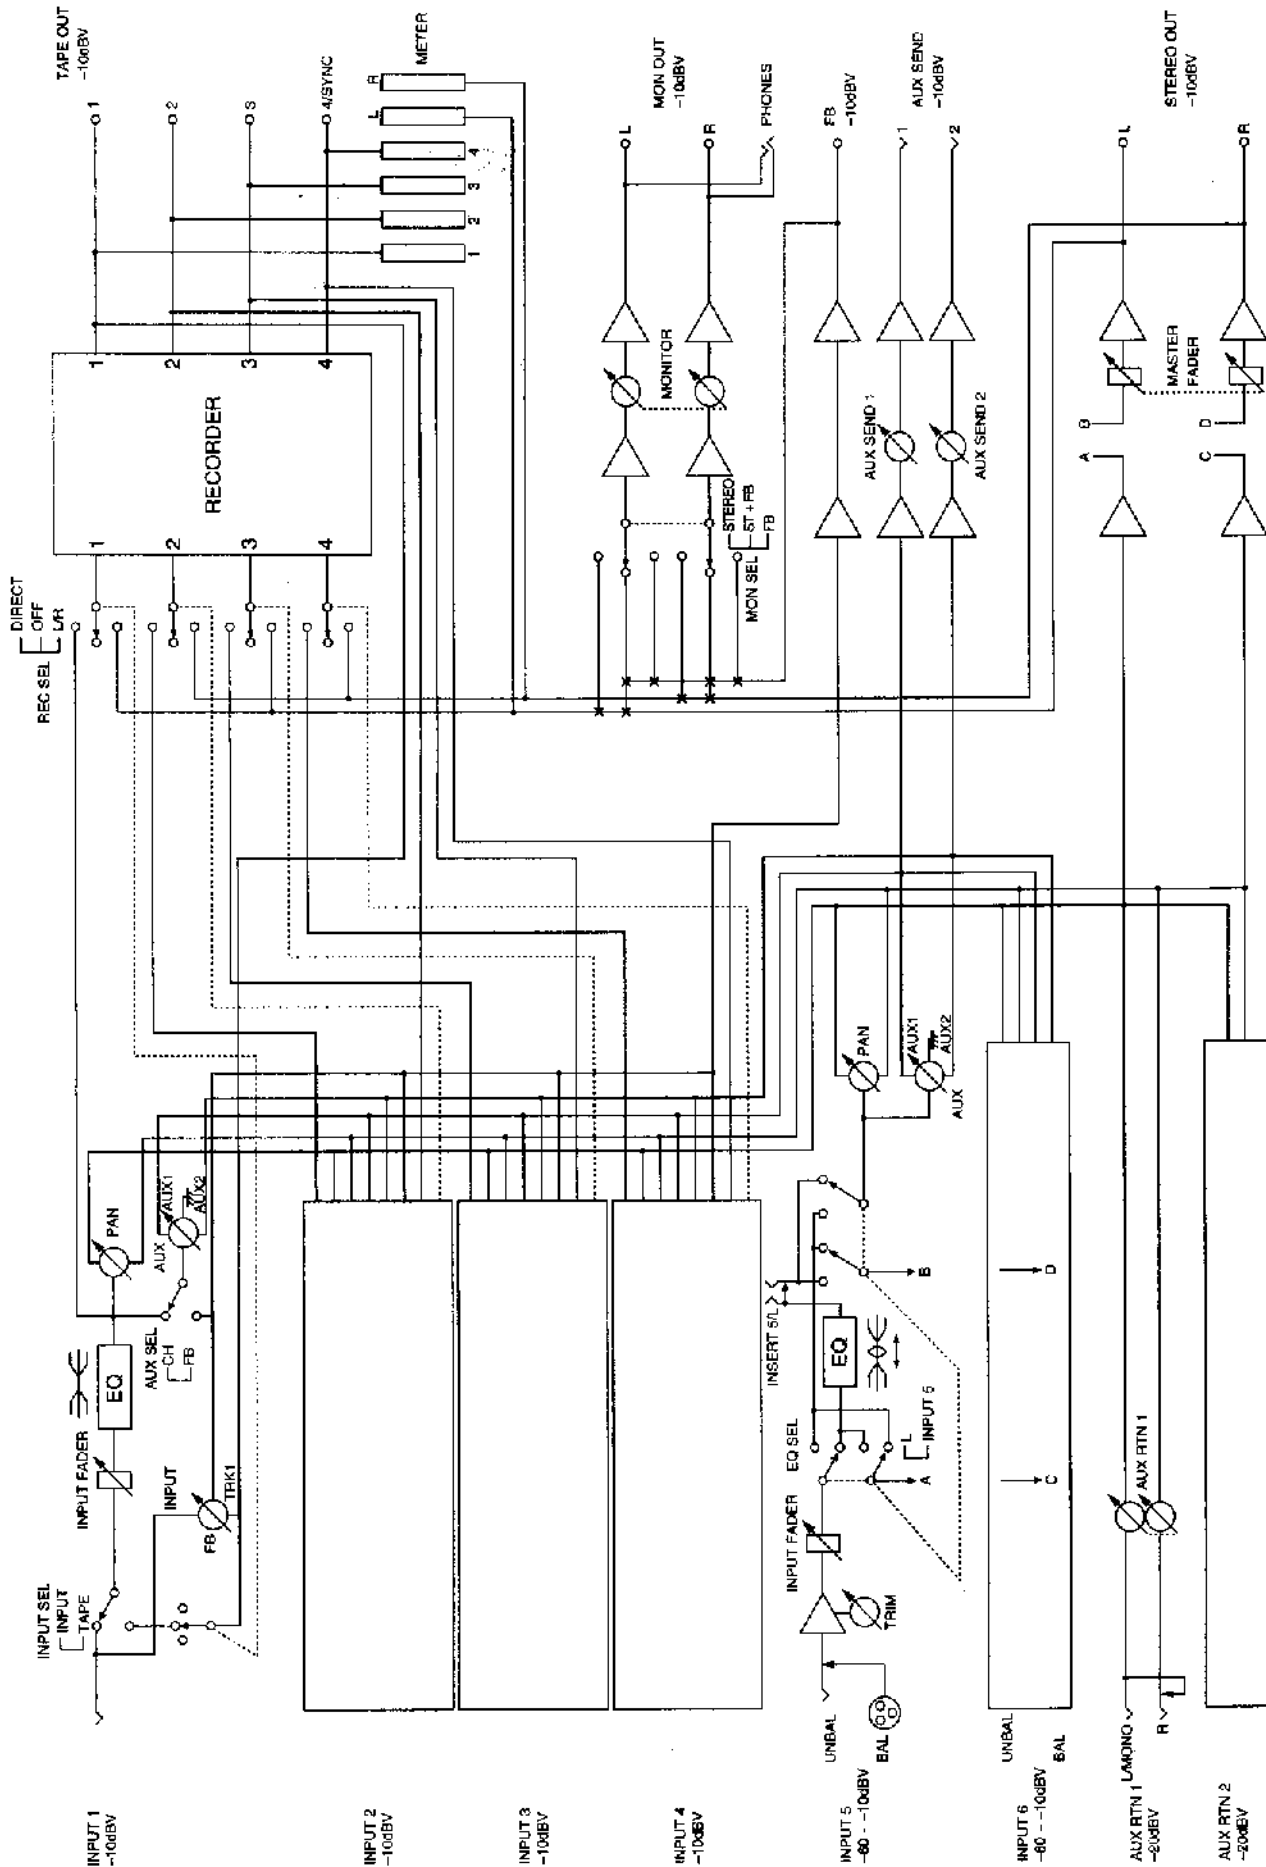 INPUT 1
-10dBV
INPUT SEL
INPUT
TAPE
INPUT FADER
EQ
PAN
AUX SEL
CH
FB
AUX
AUX1
AUX2
INPUT
FB
TRK1
REC SEL
DIRECT
OFF
L/R
1
2
3
4
RECORDER
1
2
3
4
TAPE OUT
-10dBV
1
2
3
4/SYNC
1
2
3
4
L
R
METER
INPUT 2
-10dBV
INPUT 3
-10dBV
INPUT 4
-10dBV
MON SEL
STEREO
ST + FB
FB
MONITOR
MON OUT
-10dBV
L
R
PHONES
FB
-10dBV
AUX SEND 1
AUX SEND 2
AUX SEND
-10dBV
1
2
INPUT 5
-60 - -10dBV
UNBAL
BAL
TRIM
INPUT FADER
EQ SEL
L
INPUT 5
A
EQ
INSERT 5/L
B
PAN
AUX
AUX1
AUX2
INPUT 6
-60 - -10dBV
UNBAL
BAL
C
D
AUX RTN 1
-20dBV
L/MONO
R
AUX RTN 1
A
B
C
D
MASTER
FADER
STEREO OUT
-10dBV
L
R
AUX RTN 2
-20dBV